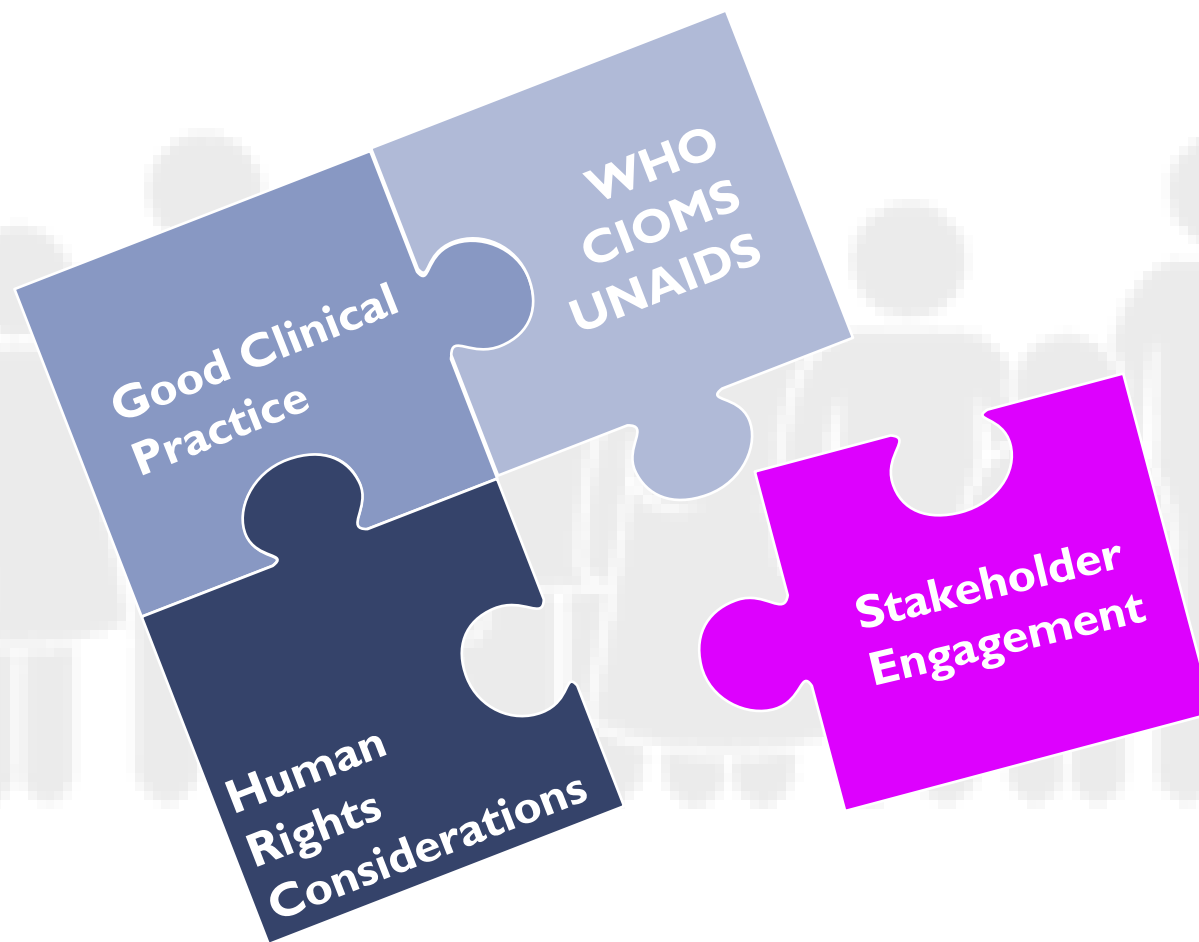 WHO
CIOMS
UNAIDS
Good Clinical
Practice
Stakeholder
Engagement
Human
Rights
Considerations